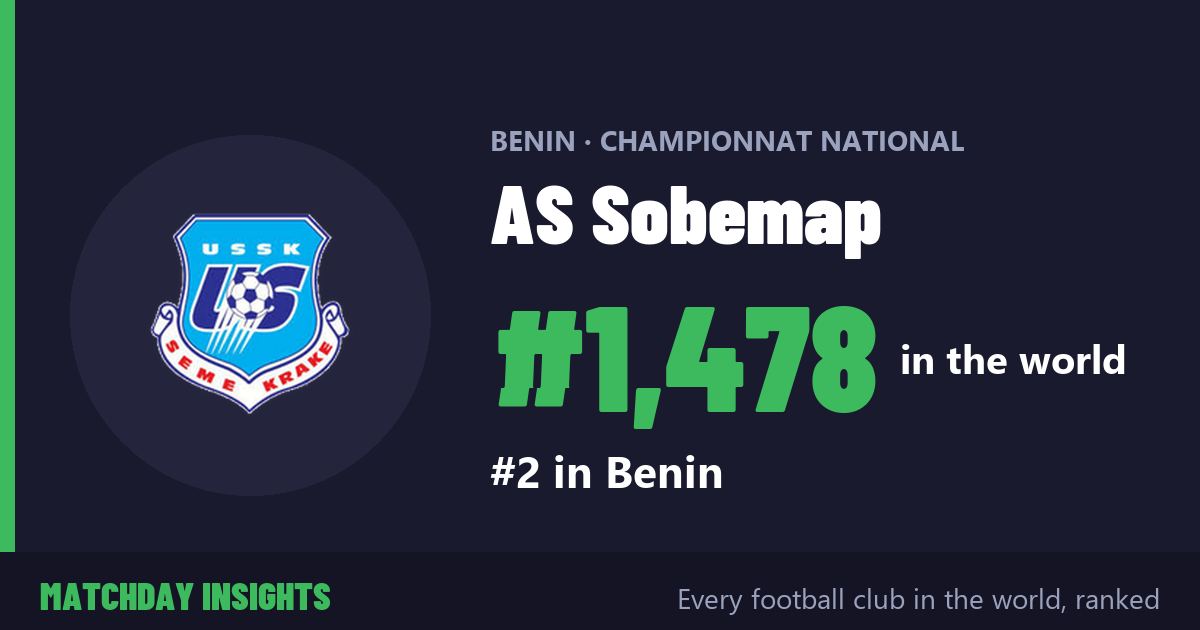 BENIN · CHAMPIONNAT NATIONAL
AS Sobemap
USSK
US
SEME KRAKE
#1,478 in the world
#2 in Benin
MATCHDAY INSIGHTS
Every football club in the world, ranked